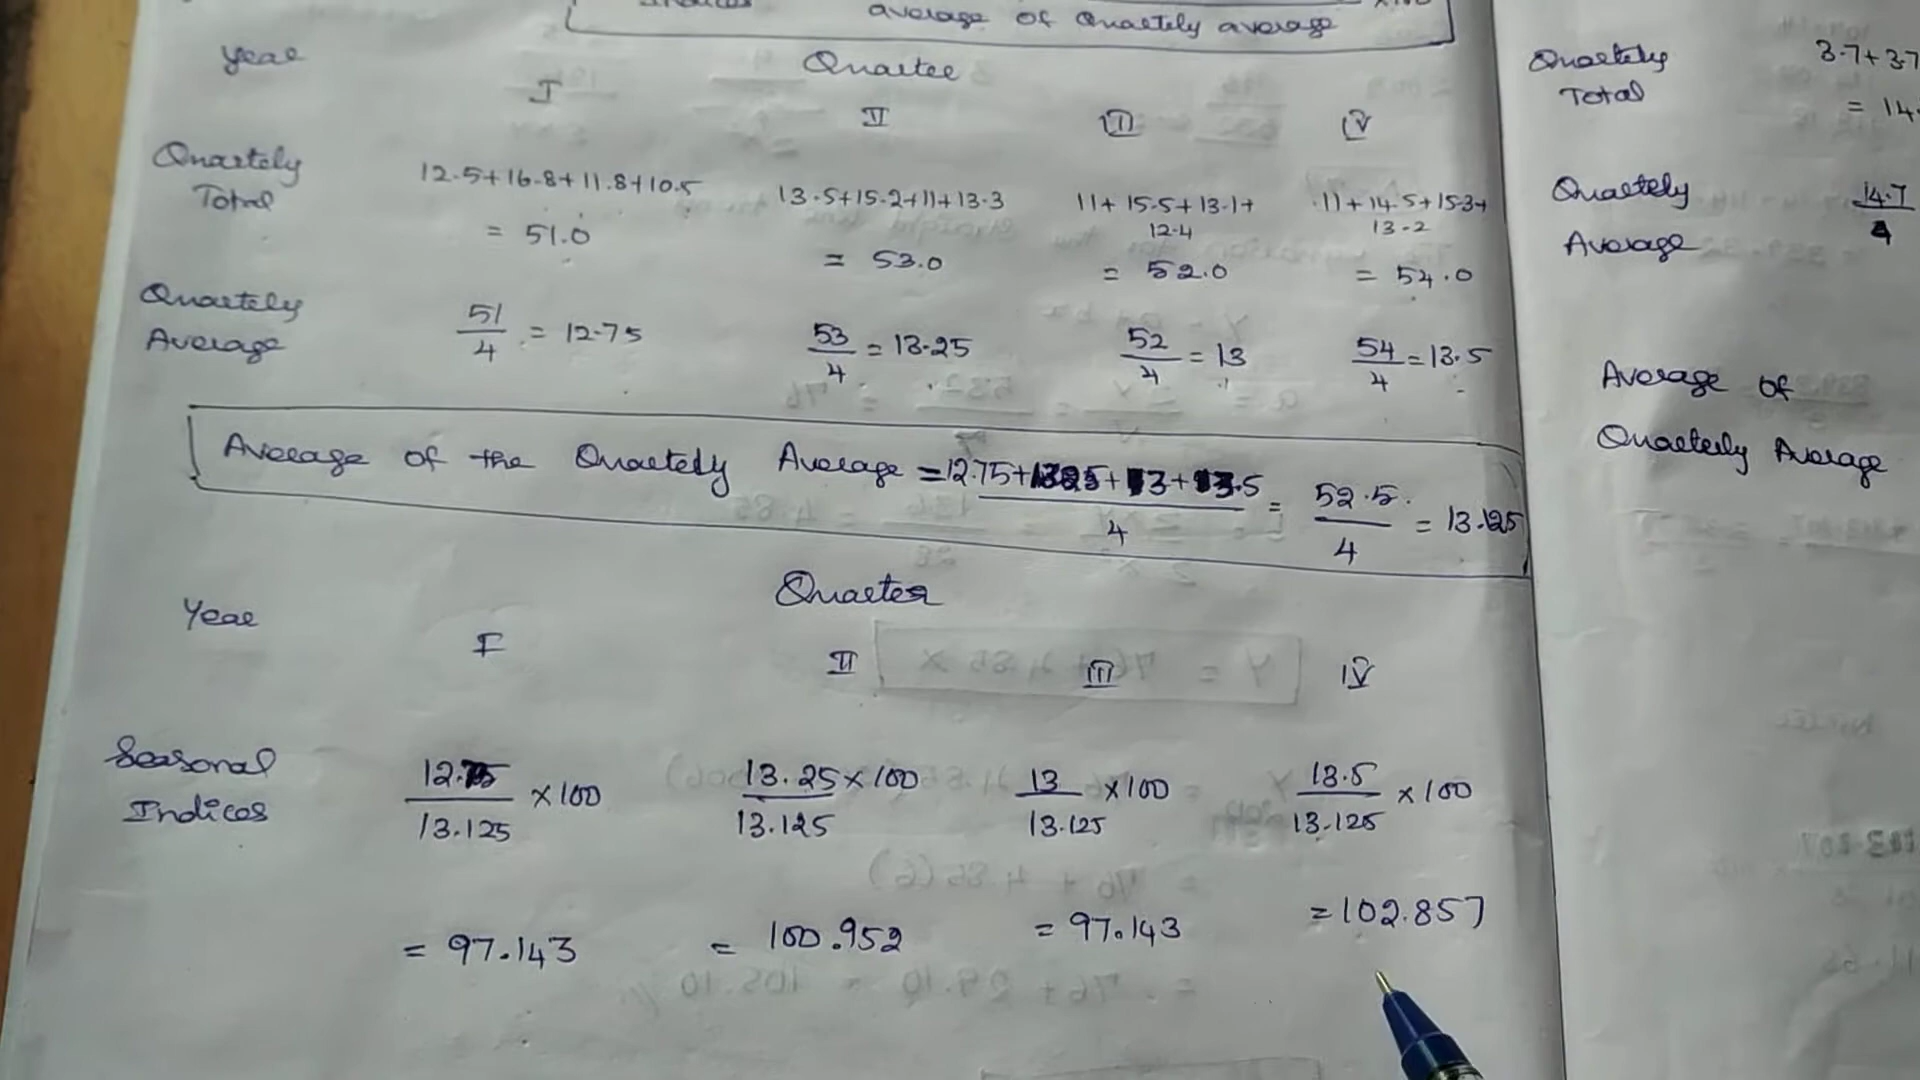 average of Quartely average
Year Quarter
I II III IV
Quartely Total 12.5+16.8+11.8+10.5 13.5+15.2+11+13.3 11+15.5+13.1+ 11+14.5+15.3+
12.4 13.2
= 51.0 = 53.0 = 52.0 = 54.0
Quartely Average 51/4 = 12.75 53/4 = 13.25 52/4 = 13 54/4 = 13.5
Average of the Quartely Average = 12.75+13.25+13+13.5/4 = 52.5/4 = 13.125
Year Quarter
I II III IV
Seasonal Indices 12.75/13.125 × 100 13.25 × 100/13.125 13/13.125 × 100 13.5/13.125 × 100
= 97.143 = 100.952 = 97.143 = 102.857
Quartely Total 3.7+3.7
= 14.
Quartely Average 14.7/4
Average of
Quarterly Average